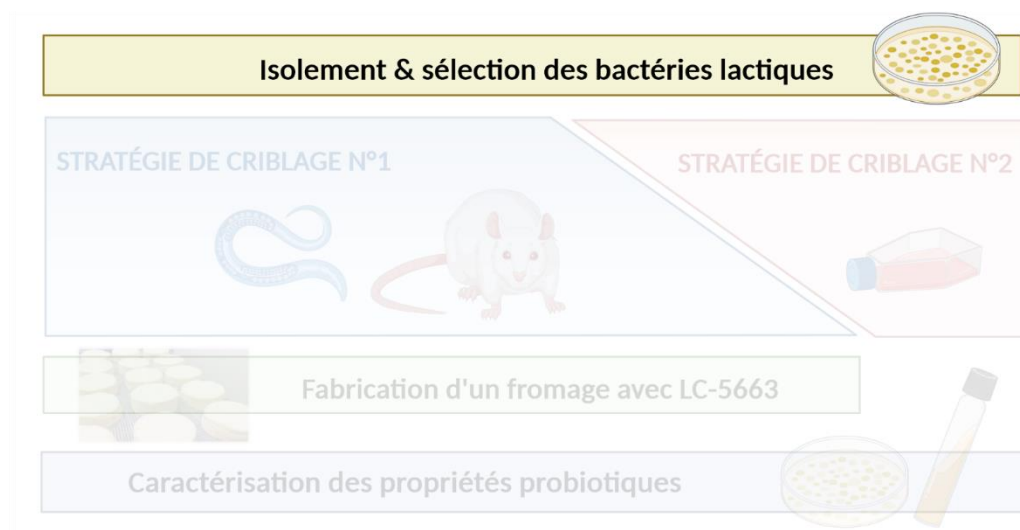 Isolement & sélection des bactéries lactiques
STRATÉGIE DE CRIBLAGE N°1
STRATÉGIE DE CRIBLAGE N°2
Fabrication d'un fromage avec LC-5663
Caractérisation des propriétés probiotiques